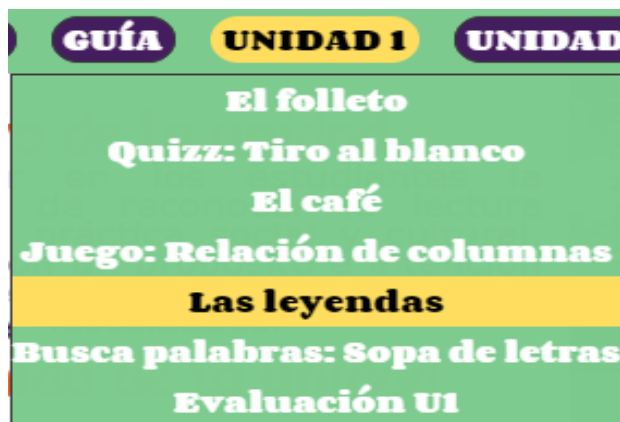 GUÍA UNIDAD 1 UNIDAD
El folleto
Quizz: Tiro al blanco
El café
Juego: Relación de columnas
Las leyendas
Busca palabras: Sopa de letras
Evaluación U1